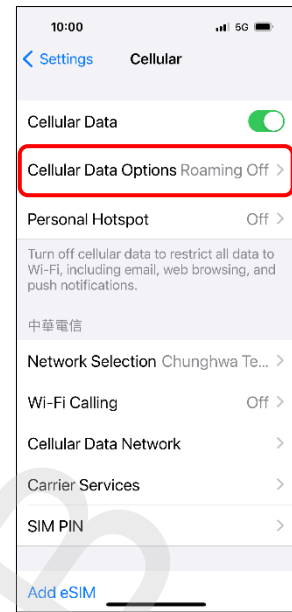 10:00 5G
Settings Cellular
Cellular Data
Cellular Data Options Roaming Off
Personal Hotspot Off
Turn off cellular data to restrict all data to
Wi-Fi, including email, web browsing, and
push notifications.
中華電信
Network Selection Chunghwa Te...
Wi-Fi Calling Off
Cellular Data Network
Carrier Services
SIM PIN
Add eSIM